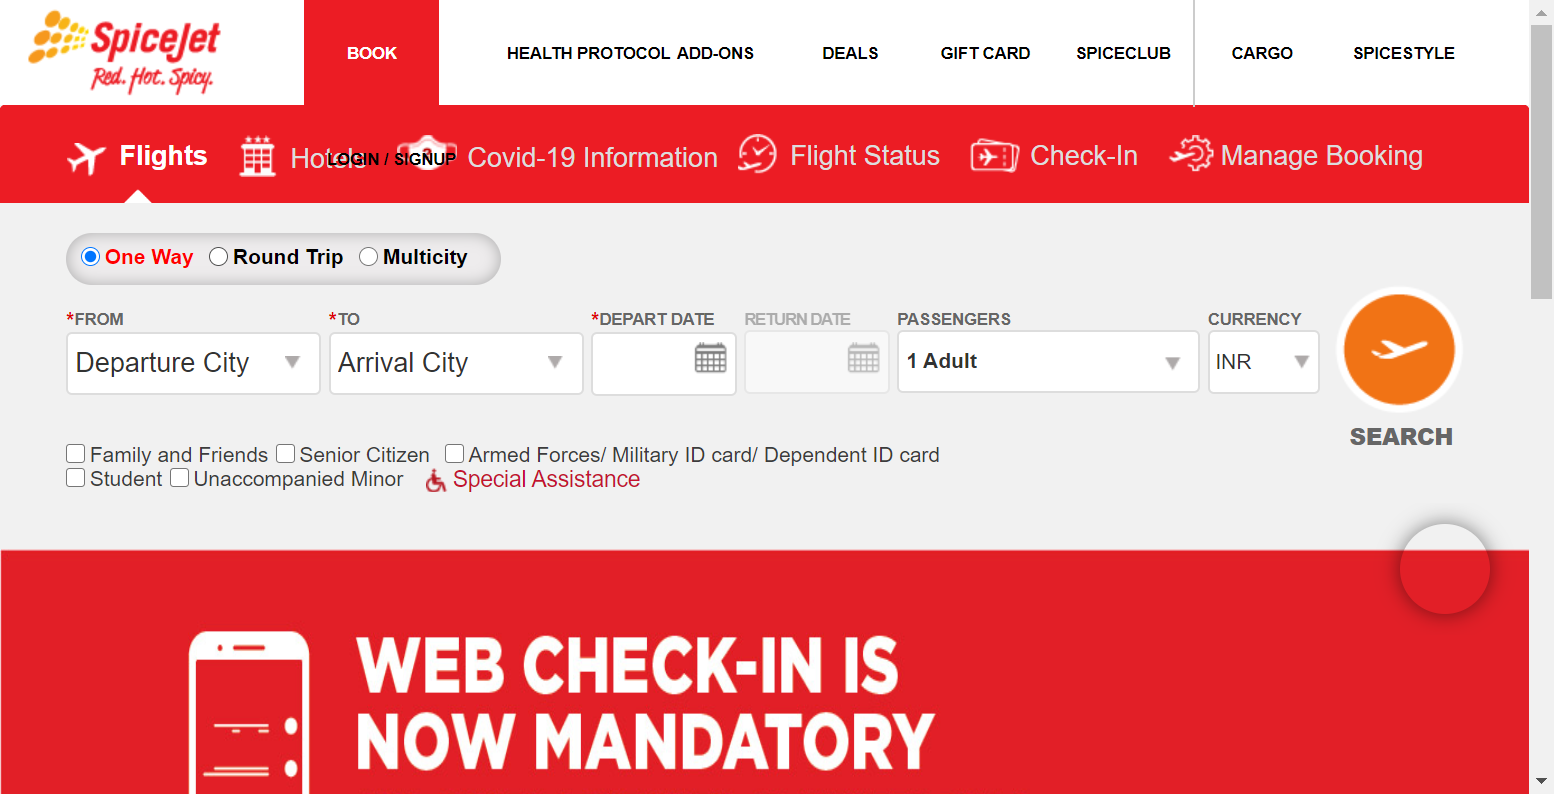 SpiceJet
Red. Hot. Spicy.
BOOK
HEALTH PROTOCOL
ADD-ONS
DEALS
GIFT CARD
SPICECLUB
CARGO
SPICESTYLE
Flights
Hotels
LOGIN / SIGNUP
Covid-19 Information
Flight Status
Check-In
Manage Booking
One Way
Round Trip
Multicity
*FROM
*TO
*DEPART DATE
RETURN DATE
PASSENGERS
CURRENCY
Departure City
Arrival City
1 Adult
INR
SEARCH
Family and Friends
Senior Citizen
Armed Forces/ Military ID card/ Dependent ID card
Student
Unaccompanied Minor
Special Assistance
WEB CHECK-IN IS
NOW MANDATORY